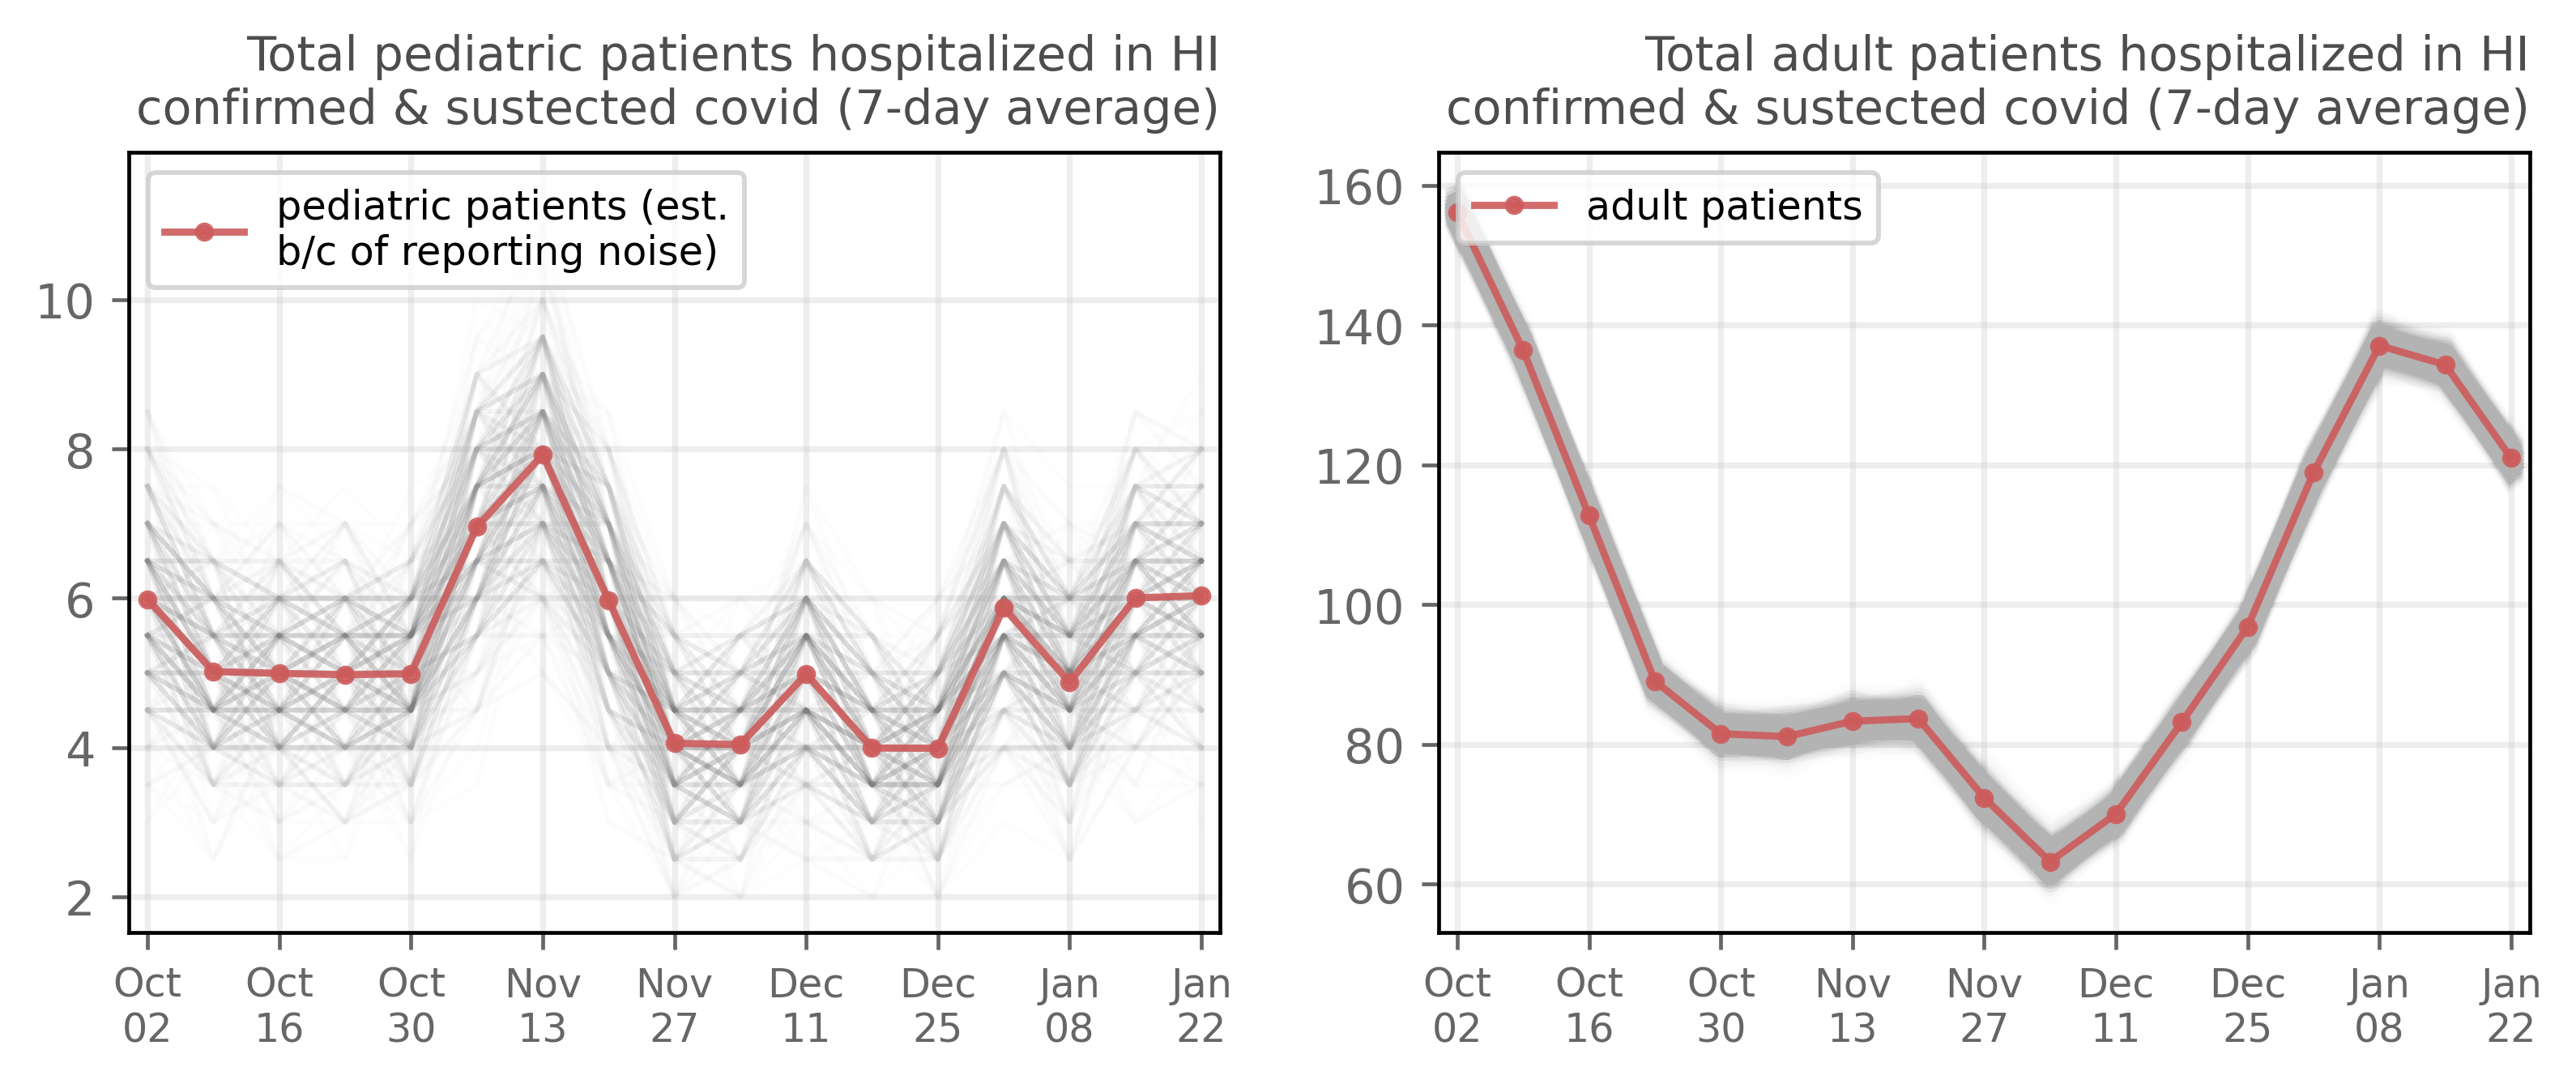 Total pediatric patients hospitalized in HI
confirmed & sustected covid (7-day average)
pediatric patients (est.
b/c of reporting noise)
10
8
6
4
2
Oct Oct Oct Nov Nov Dec Dec Jan Jan
02 16 30 13 27 11 25 08 22
Total adult patients hospitalized in HI
confirmed & sustected covid (7-day average)
adult patients
160
140
120
100
80
60
Oct Oct Oct Nov Nov Dec Dec Jan Jan
02 16 30 13 27 11 25 08 22